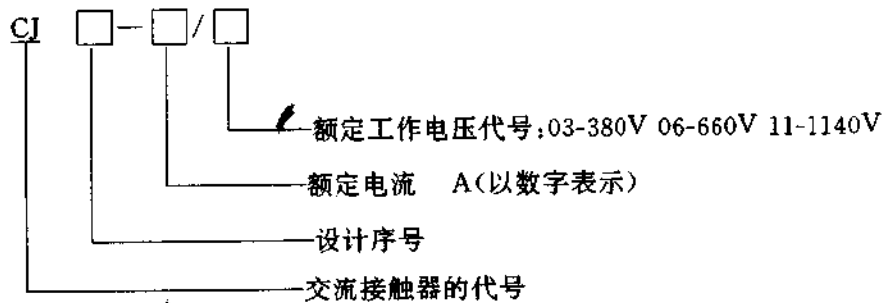 CJ □-□/□
额定工作电压代号:03-380V 06-660V 11-1140V
额定电流 A(以数字表示)
设计序号
交流接触器的代号